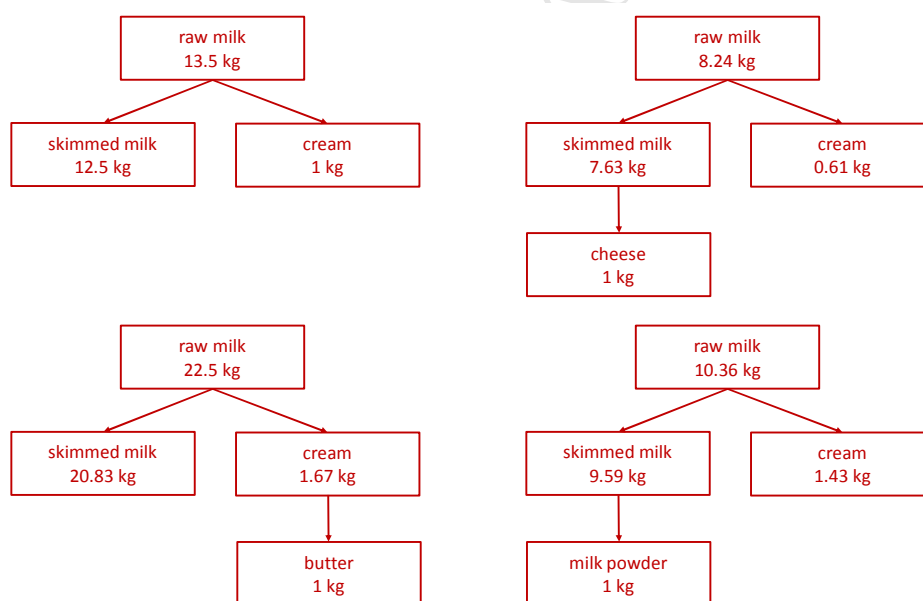 raw milk
13.5 kg
skimmed milk
12.5 kg
cream
1 kg
raw milk
8.24 kg
skimmed milk
7.63 kg
cream
0.61 kg
cheese
1 kg
raw milk
22.5 kg
skimmed milk
20.83 kg
cream
1.67 kg
butter
1 kg
raw milk
10.36 kg
skimmed milk
9.59 kg
cream
1.43 kg
milk powder
1 kg